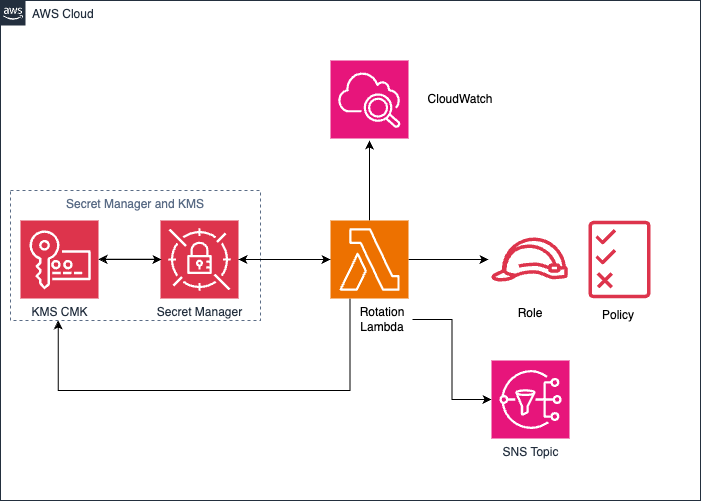 aws
AWS Cloud
CloudWatch
Secret Manager and KMS
KMS CMK
Secret Manager
Rotation
Lambda
Role
Policy
SNS Topic